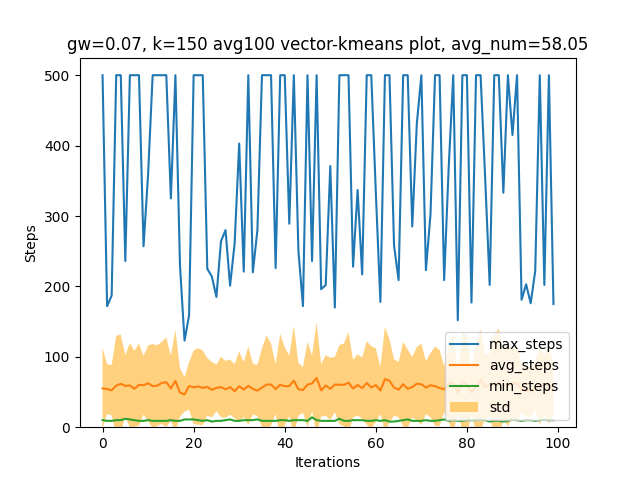 gw=0.07, k=150 avg100 vector-kmeans plot, avg_num=58.05
500
400
300
200
100
0
Steps
max_steps
avg_steps
min_steps
std
0 20 40 60 80 100
Iterations